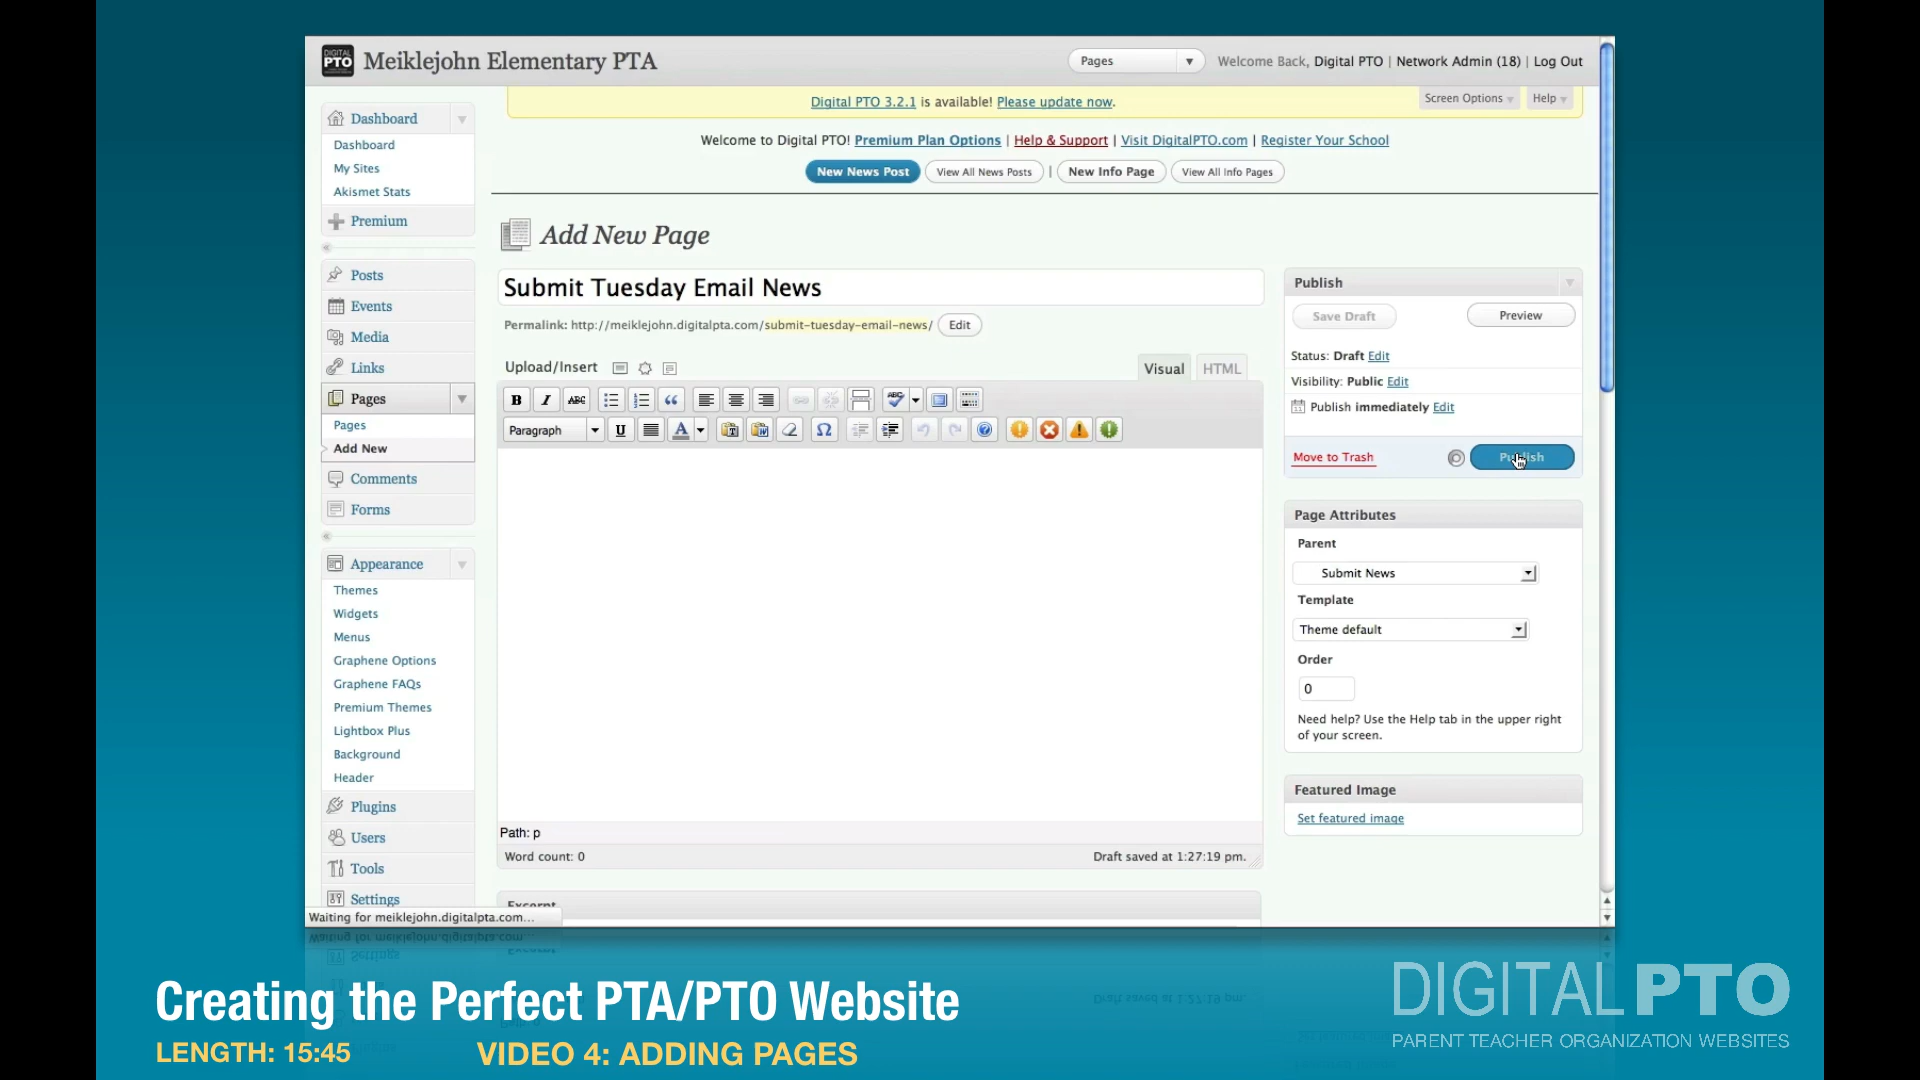 DIGITAL PTO
Meiklejohn Elementary PTA
Pages
Welcome Back, Digital PTO | Network Admin (18) | Log Out
Digital PTO 3.2.1 is available! Please update now.
Screen Options
Help
Welcome to Digital PTO! Premium Plan Options | Help & Support | Visit DigitalPTO.com | Register Your School
New News Post
View All News Posts
|
New Info Page
View All Info Pages
Dashboard
Dashboard
My Sites
Akismet Stats
Premium
Posts
Events
Media
Links
Pages
Pages
Add New
Comments
Forms
Appearance
Themes
Widgets
Menus
Graphene Options
Graphene FAQs
Premium Themes
Lightbox Plus
Background
Header
Plugins
Users
Tools
Settings
Add New Page
Submit Tuesday Email News
Permalink: http://meiklejohn.digitalpta.com/submit-tuesday-email-news/ Edit
Upload/Insert
Visual
HTML
B I ABC
ABC
Paragraph
U
A
Ω
Path: p
Word count: 0
Draft saved at 1:27:19 pm.
Excerpt
Publish
Save Draft
Preview
Status: Draft Edit
Visibility: Public Edit
Publish immediately Edit
Move to Trash
Publish
Page Attributes
Parent
Submit News
Template
Theme default
Order
0
Need help? Use the Help tab in the upper right
of your screen.
Featured Image
Set featured image
Waiting for meiklejohn.digitalpta.com...
Creating the Perfect PTA/PTO Website
LENGTH: 15:45
VIDEO 4: ADDING PAGES
DIGITALPTO
PARENT TEACHER ORGANIZATION WEBSITES